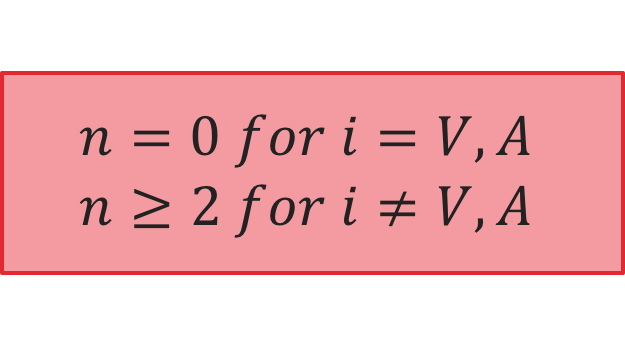 n = 0 for i = V, A
n ≥ 2 for i ≠ V, A